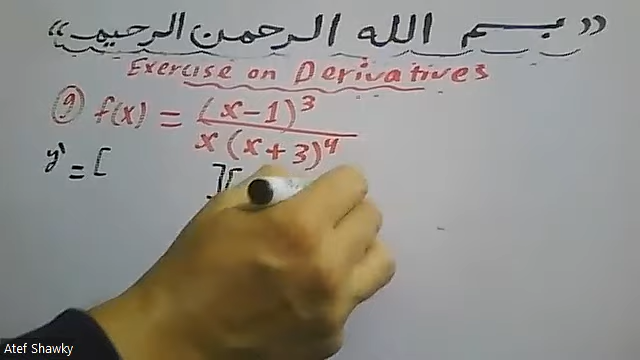 «بسم الله الرحمن الرحيم»
Exercise on Derivatives
9 f(x) = (x-1)³
x(x+3)⁴
y' = [ ][
Atef Shawky